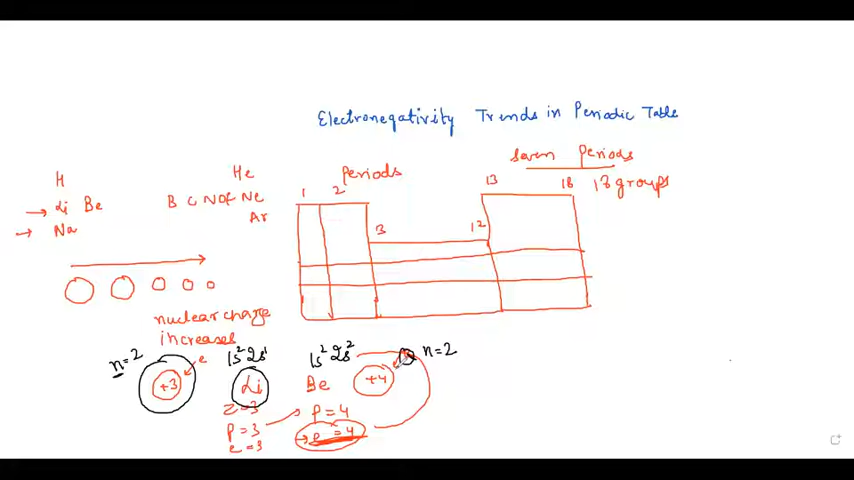 Electronegativity Trends in Periodic Table
Seven Periods
18 groups
Periods
1 2 3 12 13 18
H He
Li Be B C N O F Ne
Na Ar
nuclear charge
increases
n=2 +3 e 1s² 2s¹ Li
Z=3
p=3
e=3
1s² 2s² Be +4 n=2
p=4
e=4